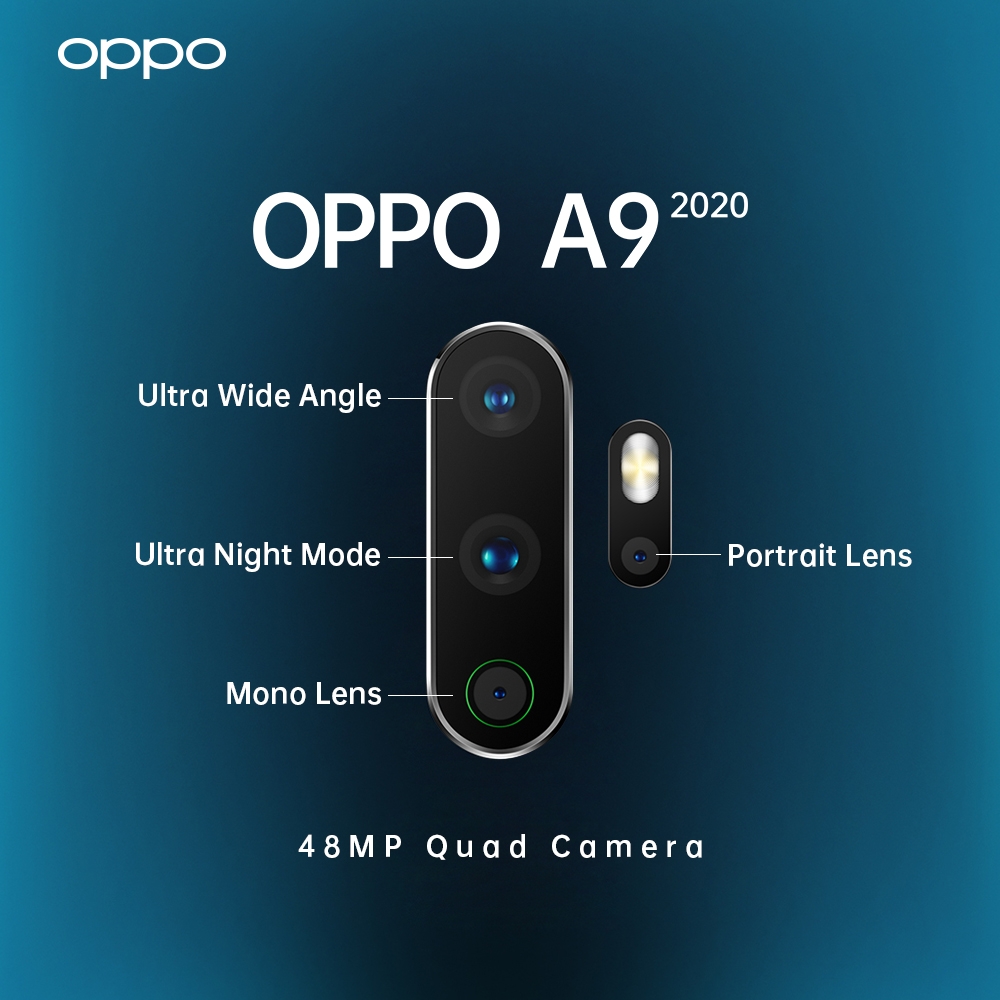 oppo
OPPO A9 2020
Ultra Wide Angle
Ultra Night Mode
Portrait Lens
Mono Lens
48MP Quad Camera